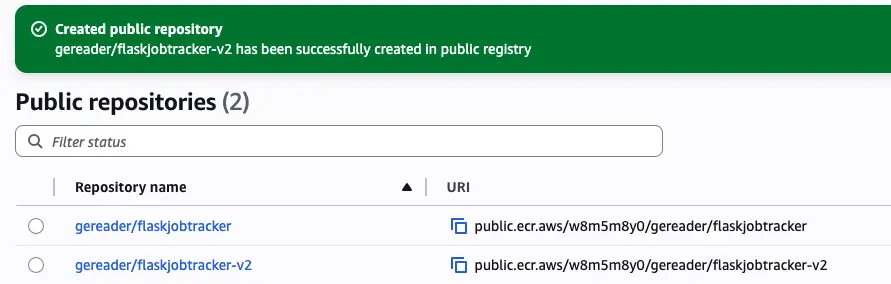 Created public repository
gereader/flaskjobtracker-v2 has been successfully created in public registry
Public repositories (2)
Filter status
Repository name URI
gereader/flaskjobtracker public.ecr.aws/w8m5m8y0/gereader/flaskjobtracker
gereader/flaskjobtracker-v2 public.ecr.aws/w8m5m8y0/gereader/flaskjobtracker-v2